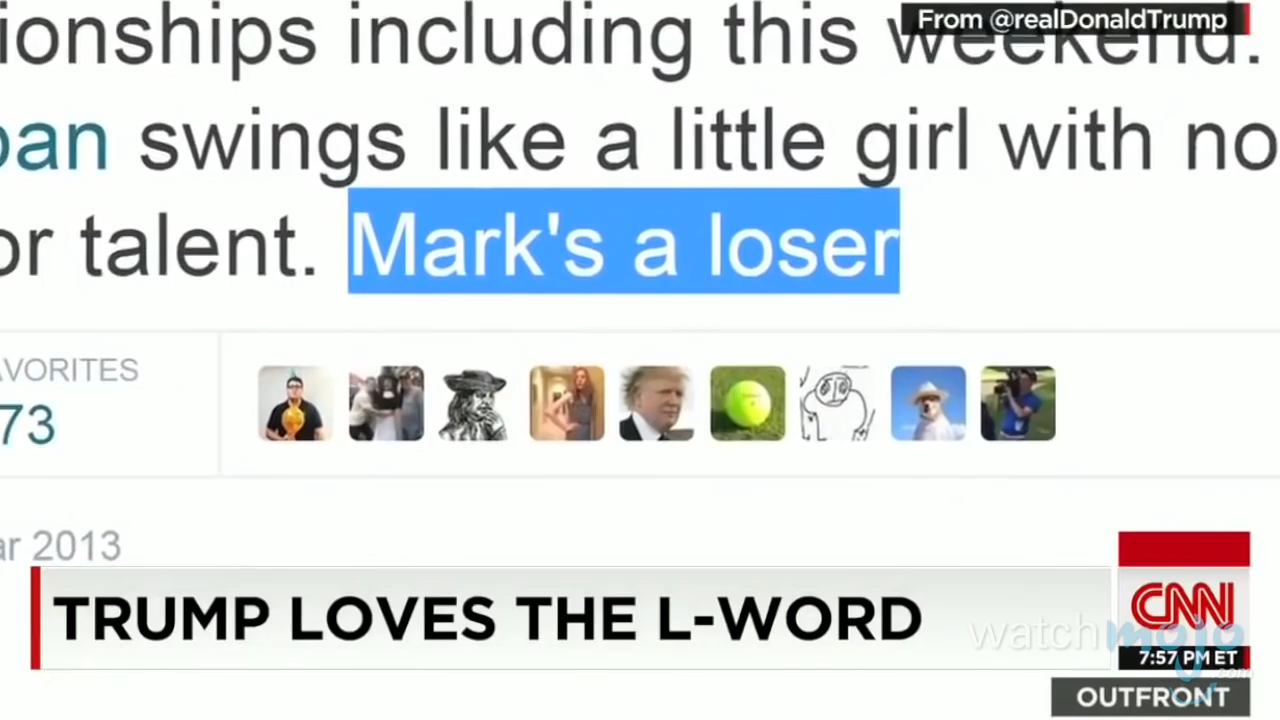 From @realDonaldTrump
ionships including this weekend.
ban swings like a little girl with no
or talent. Mark's a loser
AVORITES
73
ar 2013
TRUMP LOVES THE L-WORD
CNN
watchmojo
.com
7:57 PM ET
OUTFRONT